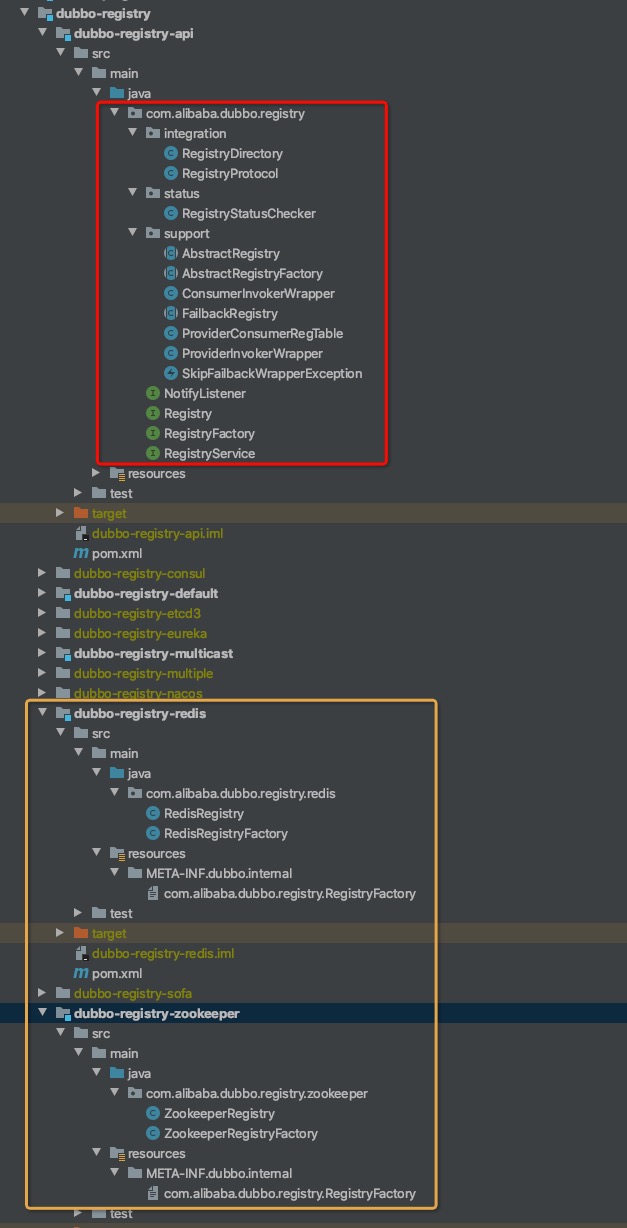 dubbo-registry
dubbo-registry-api
src
main
java
com.alibaba.dubbo.registry
integration
RegistryDirectory
RegistryProtocol
status
RegistryStatusChecker
support
AbstractRegistry
AbstractRegistryFactory
ConsumerInvokerWrapper
FailbackRegistry
ProviderConsumerRegTable
ProviderInvokerWrapper
SkipFailbackWrapperException
NotifyListener
Registry
RegistryFactory
RegistryService
resources
test
target
dubbo-registry-api.iml
pom.xml
dubbo-registry-consul
dubbo-registry-default
dubbo-registry-etcd3
dubbo-registry-eureka
dubbo-registry-multicast
dubbo-registry-multiple
dubbo-registry-nacos
dubbo-registry-redis
src
main
java
com.alibaba.dubbo.registry.redis
RedisRegistry
RedisRegistryFactory
resources
META-INF.dubbo.internal
com.alibaba.dubbo.registry.RegistryFactory
test
target
dubbo-registry-redis.iml
pom.xml
dubbo-registry-sofa
dubbo-registry-zookeeper
src
main
java
com.alibaba.dubbo.registry.zookeeper
ZookeeperRegistry
ZookeeperRegistryFactory
resources
META-INF.dubbo.internal
com.alibaba.dubbo.registry.RegistryFactory
test